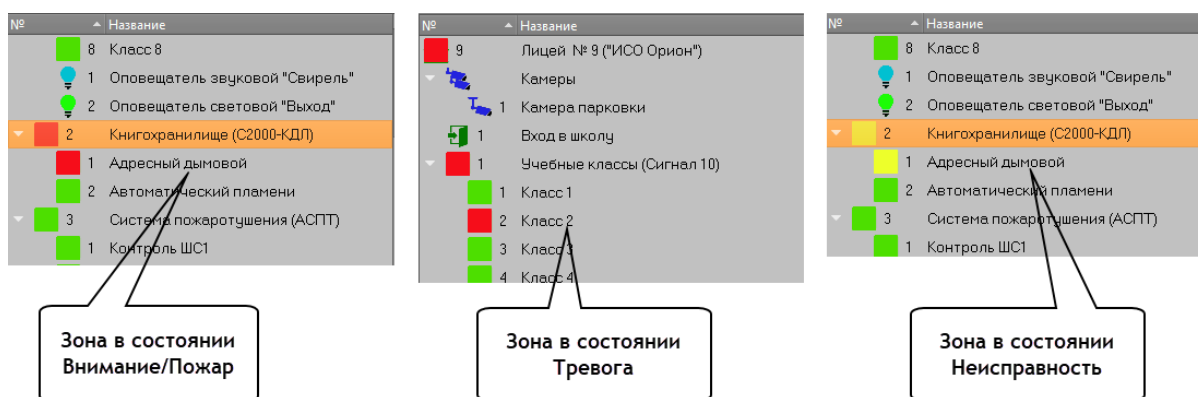 № Название
8 Класс 8
1 Оповещатель звуковой "Свирель"
2 Оповещатель световой "Выход"
2 Книгохранилище (С2000-КДЛ)
1 Адресный дымовой
2 Автоматический пламени
3 Система пожаротушения (АСПТ)
1 Контроль ШС1
Зона в состоянии
Внимание/Пожар
№ Название
9 Лицей № 9 ("ИСО Орион")
Камеры
1 Камера парковки
1 Вход в школу
1 Учебные классы (Сигнал 10)
1 Класс 1
2 Класс 2
3 Класс 3
4 Класс 4
Зона в состоянии
Тревога
№ Название
8 Класс 8
1 Оповещатель звуковой "Свирель"
2 Оповещатель световой "Выход"
2 Книгохранилище (С2000-КДЛ)
1 Адресный дымовой
2 Автоматический пламени
3 Система пожаротушения (АСПТ)
1 Контроль ШС1
Зона в состоянии
Неисправность